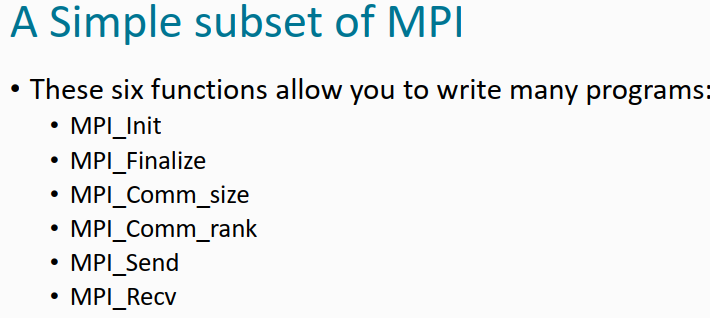 A Simple subset of MPI
• These six functions allow you to write many programs:
• MPI_Init
• MPI_Finalize
• MPI_Comm_size
• MPI_Comm_rank
• MPI_Send
• MPI_Recv